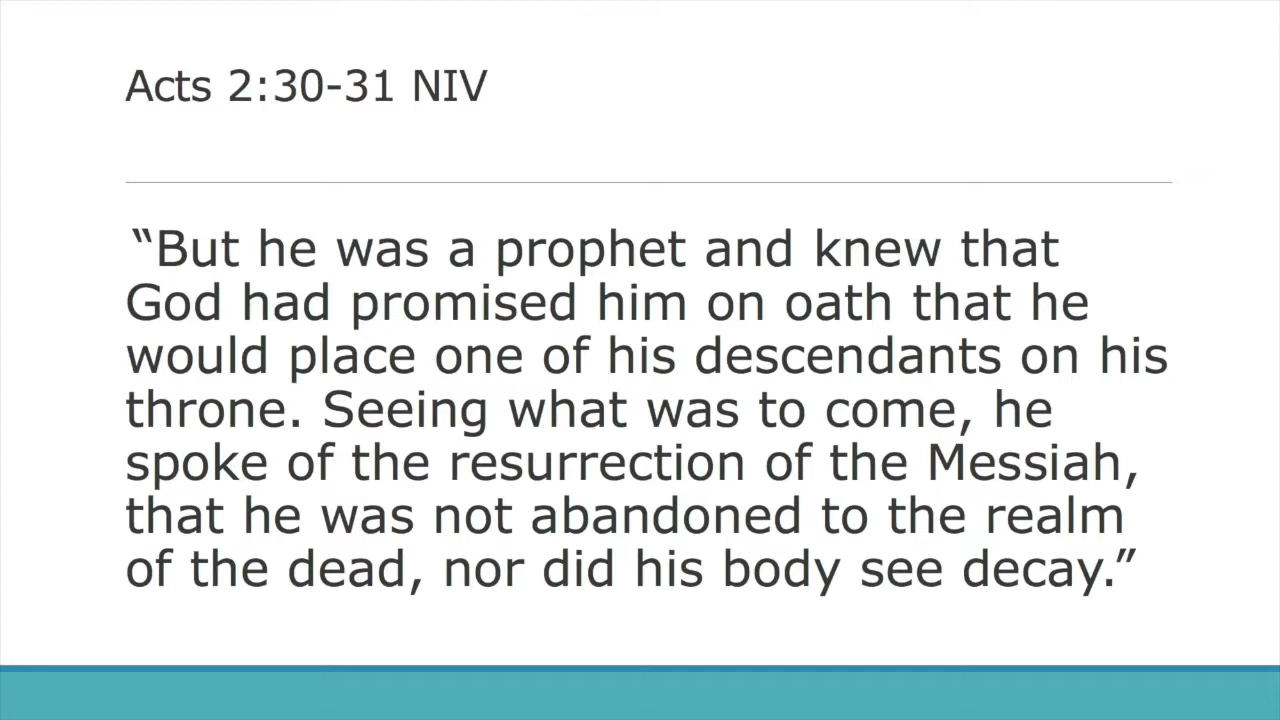 Acts 2:30-31 NIV
“But he was a prophet and knew that
God had promised him on oath that he
would place one of his descendants on his
throne. Seeing what was to come, he
spoke of the resurrection of the Messiah,
that he was not abandoned to the realm
of the dead, nor did his body see decay.”